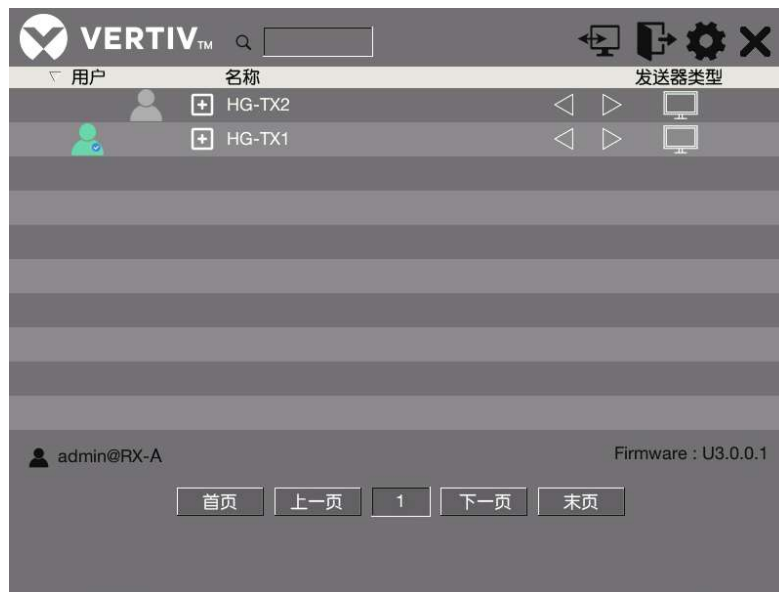 VERTIV™
用户 名称 发送器类型
HG-TX2
HG-TX1
admin@RX-A Firmware : U3.0.0.1
首页 上一页 1 下一页 末页